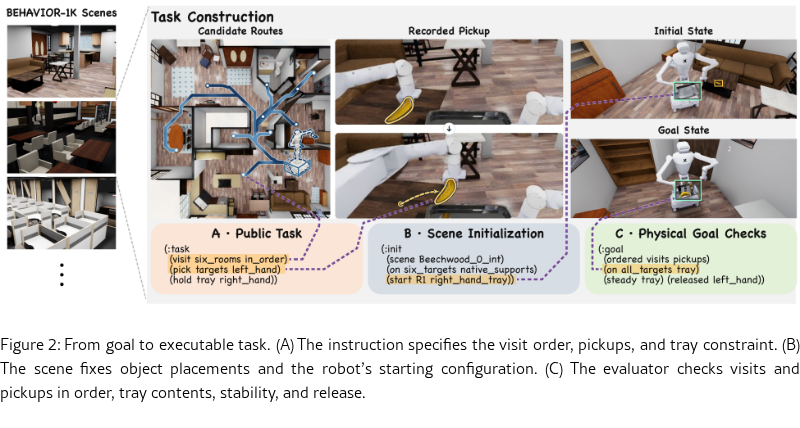 BEHAVIOR-1K Scenes
Task Construction
Candidate Routes
Recorded Pickup
Initial State
Goal State
A · Public Task
(:task
(visit six_rooms in_order)
(pick targets left_hand)
(hold tray right_hand))
B · Scene Initialization
(:init
(scene Beechwood_0_int)
(on six_targets native_supports)
(start R1 right_hand_tray))
C · Physical Goal Checks
(:goal
(ordered visits pickups)
(on all_targets tray)
(steady tray) (released left_hand))
Figure 2: From goal to executable task. (A) The instruction specifies the visit order, pickups, and tray constraint. (B)
The scene fixes object placements and the robot’s starting configuration. (C) The evaluator checks visits and
pickups in order, tray contents, stability, and release.